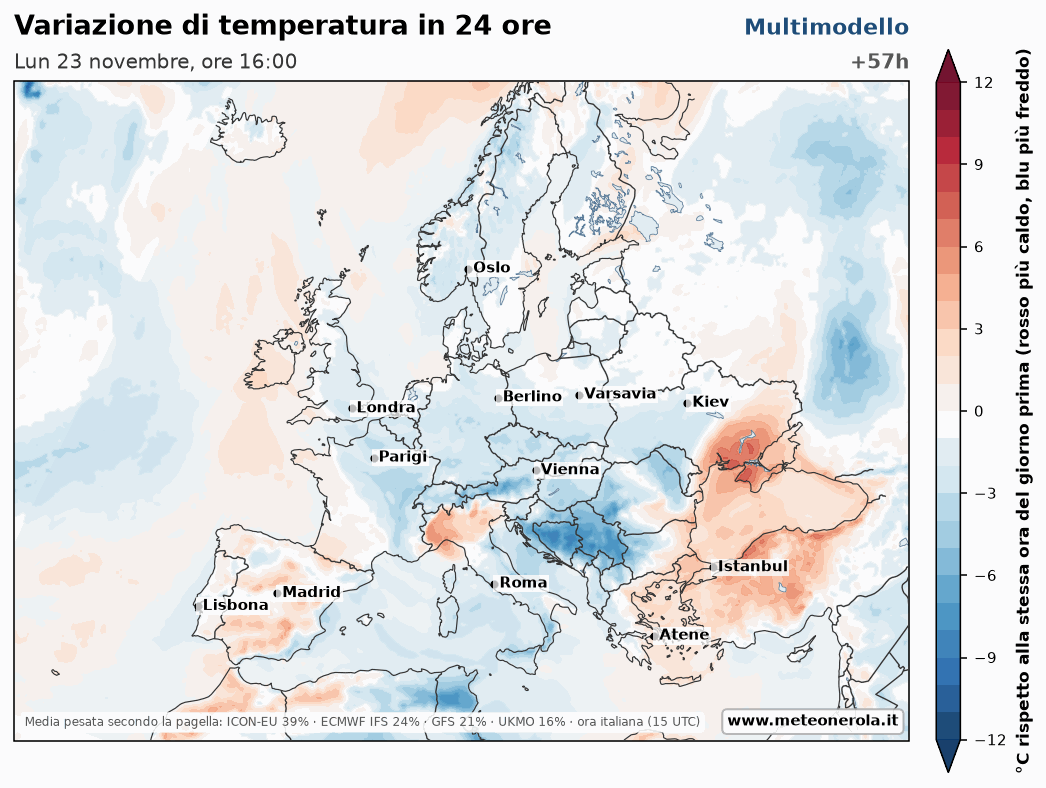 Variazione di temperatura in 24 ore
Multimodello
Lun 23 novembre, ore 16:00
+57h
Oslo
Londra
Berlino
Varsavia
Kiev
Parigi
Vienna
Istanbul
Roma
Madrid
Lisbona
Atene
Media pesata secondo la pagella: ICON-EU 39% · ECMWF IFS 24% · GFS 21% · UKMO 16% · ora italiana (15 UTC)
www.meteonerola.it
12
9
6
3
0
−3
−6
−9
−12
°C rispetto alla stessa ora del giorno prima (rosso più caldo, blu più freddo)